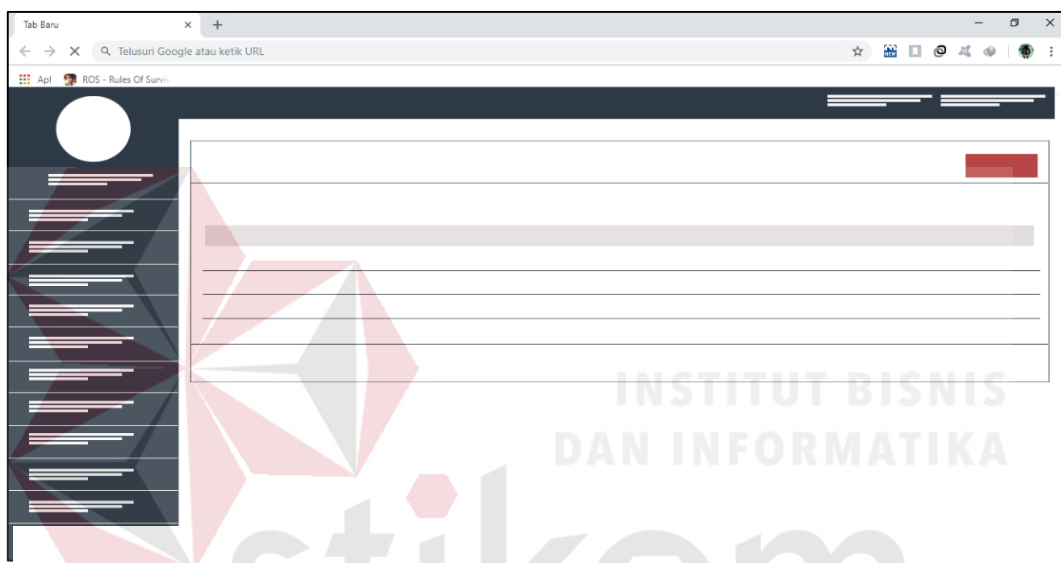 Tab Baru
Telusuri Google atau ketik URL
Apl ROS - Rules Of Surviv
INSTITUT BISNIS
DAN INFORMATIKA
stikom